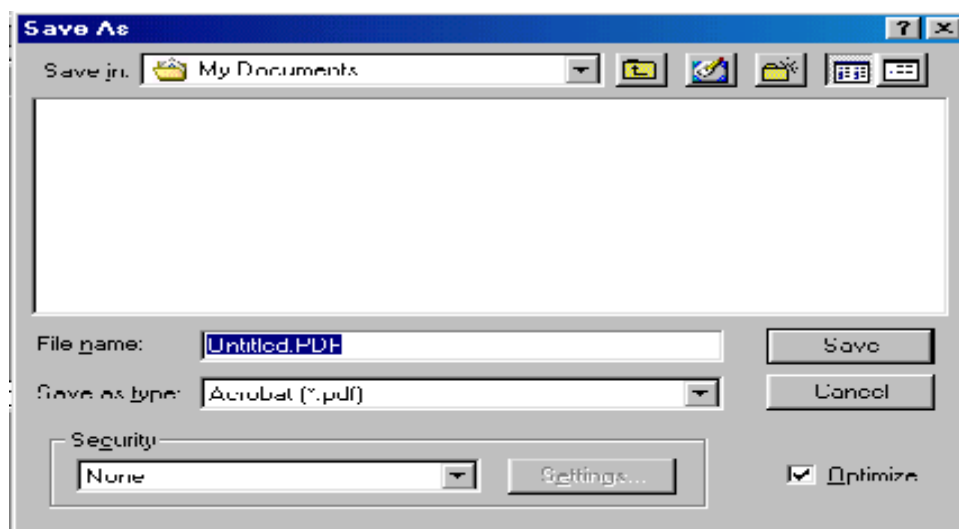 Save As
Save in: My Documents
File name: Untitled.PDF Save
Save as type: Acrobat (*.pdf) Cancel
Security
None Settings... Optimize